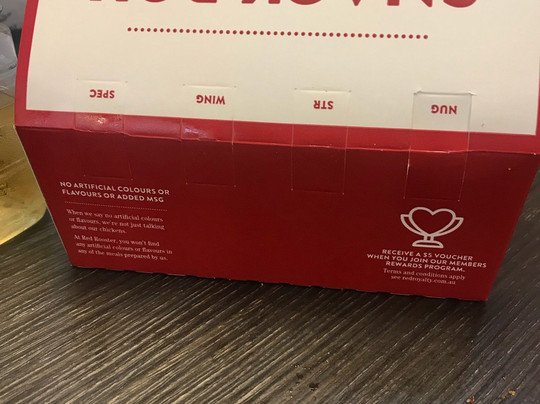 SNACK BOX
SPEC
WING
STR
NUG
NO ARTIFICIAL COLOURS OR
FLAVOURS OR ADDED MSG
When we say no artificial colours
or flavours, we're not just talking
about our chickens.
At Red Rooster, you won't find
any artificial colours or flavours in
any of the meals prepared by us.
RECEIVE A $5 VOUCHER
WHEN YOU JOIN OUR MEMBERS
REWARDS PROGRAM.
Terms and conditions apply
see redroyalty.com.au